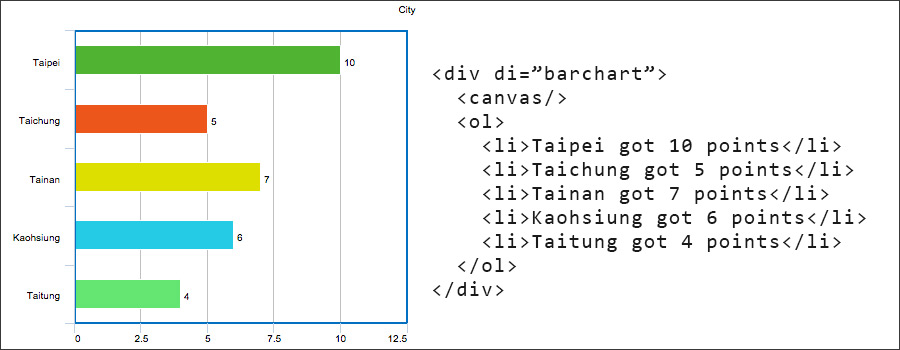 City
Taipei
10
Taichung
5
Tainan
7
Kaohsiung
6
Taitung
4
0 2.5 5 7.5 10 12.5
<div di=”barchart”>
<canvas/>
<ol>
<li>Taipei got 10 points</li>
<li>Taichung got 5 points</li>
<li>Tainan got 7 points</li>
<li>Kaohsiung got 6 points</li>
<li>Taitung got 4 points</li>
</ol>
</div>